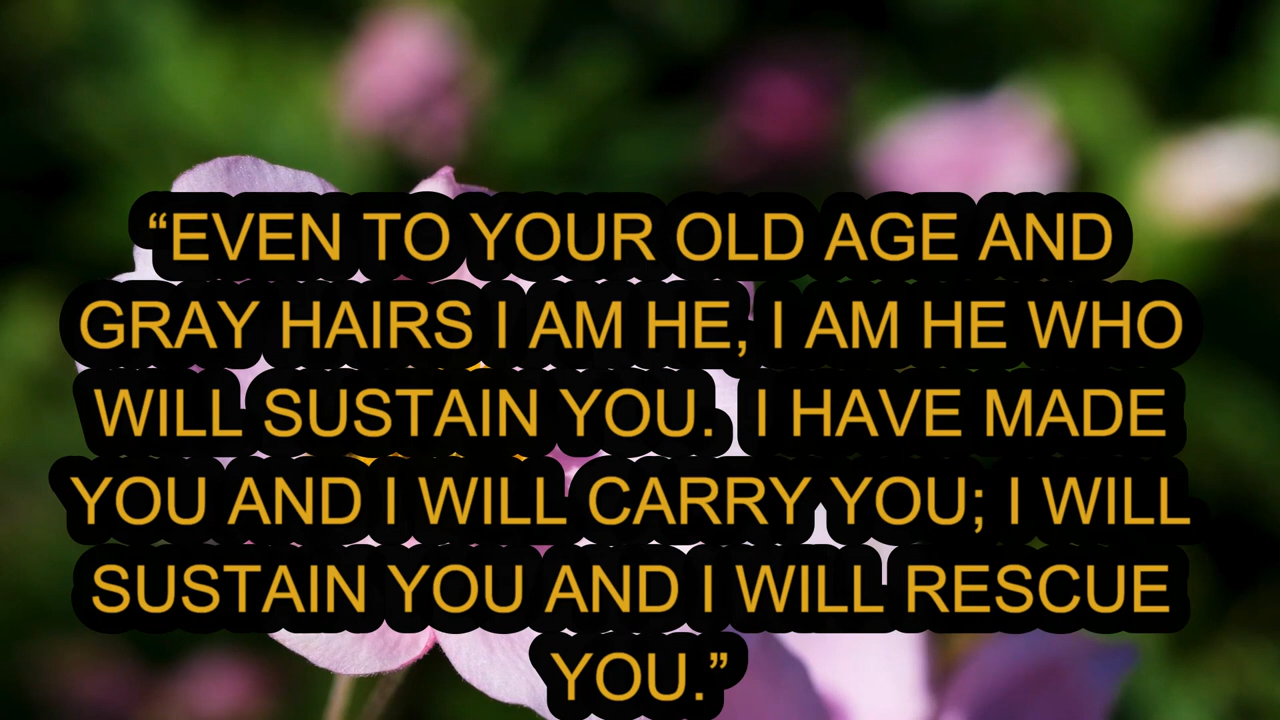 “EVEN TO YOUR OLD AGE AND
GRAY HAIRS I AM HE, I AM HE WHO
WILL SUSTAIN YOU.  I HAVE MADE
YOU AND I WILL CARRY YOU; I WILL
SUSTAIN YOU AND I WILL RESCUE
YOU.”